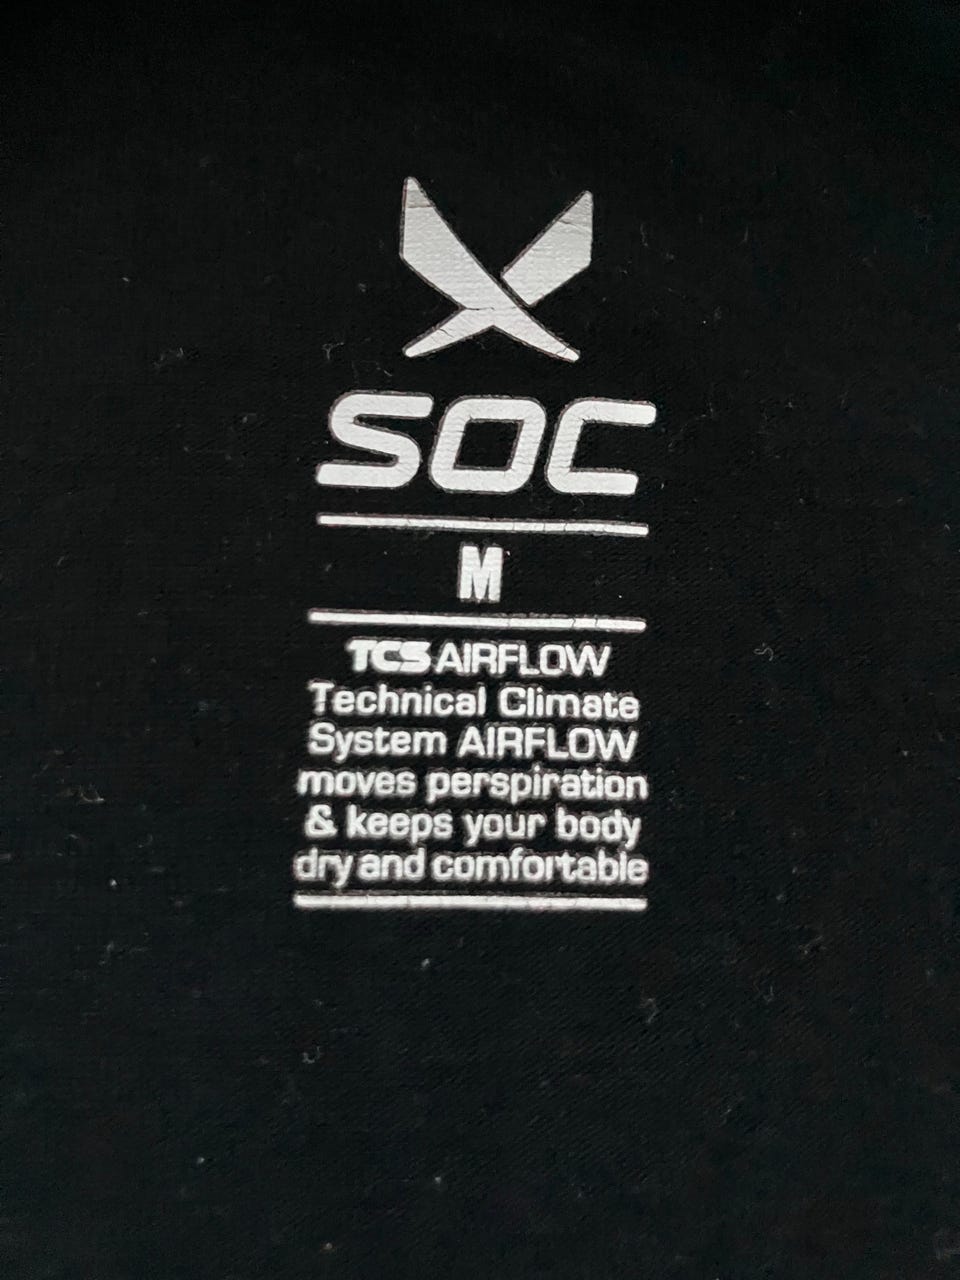 SOC
M
TCS AIRFLOW
Technical Climate
System AIRFLOW
moves perspiration
& keeps your body
dry and comfortable